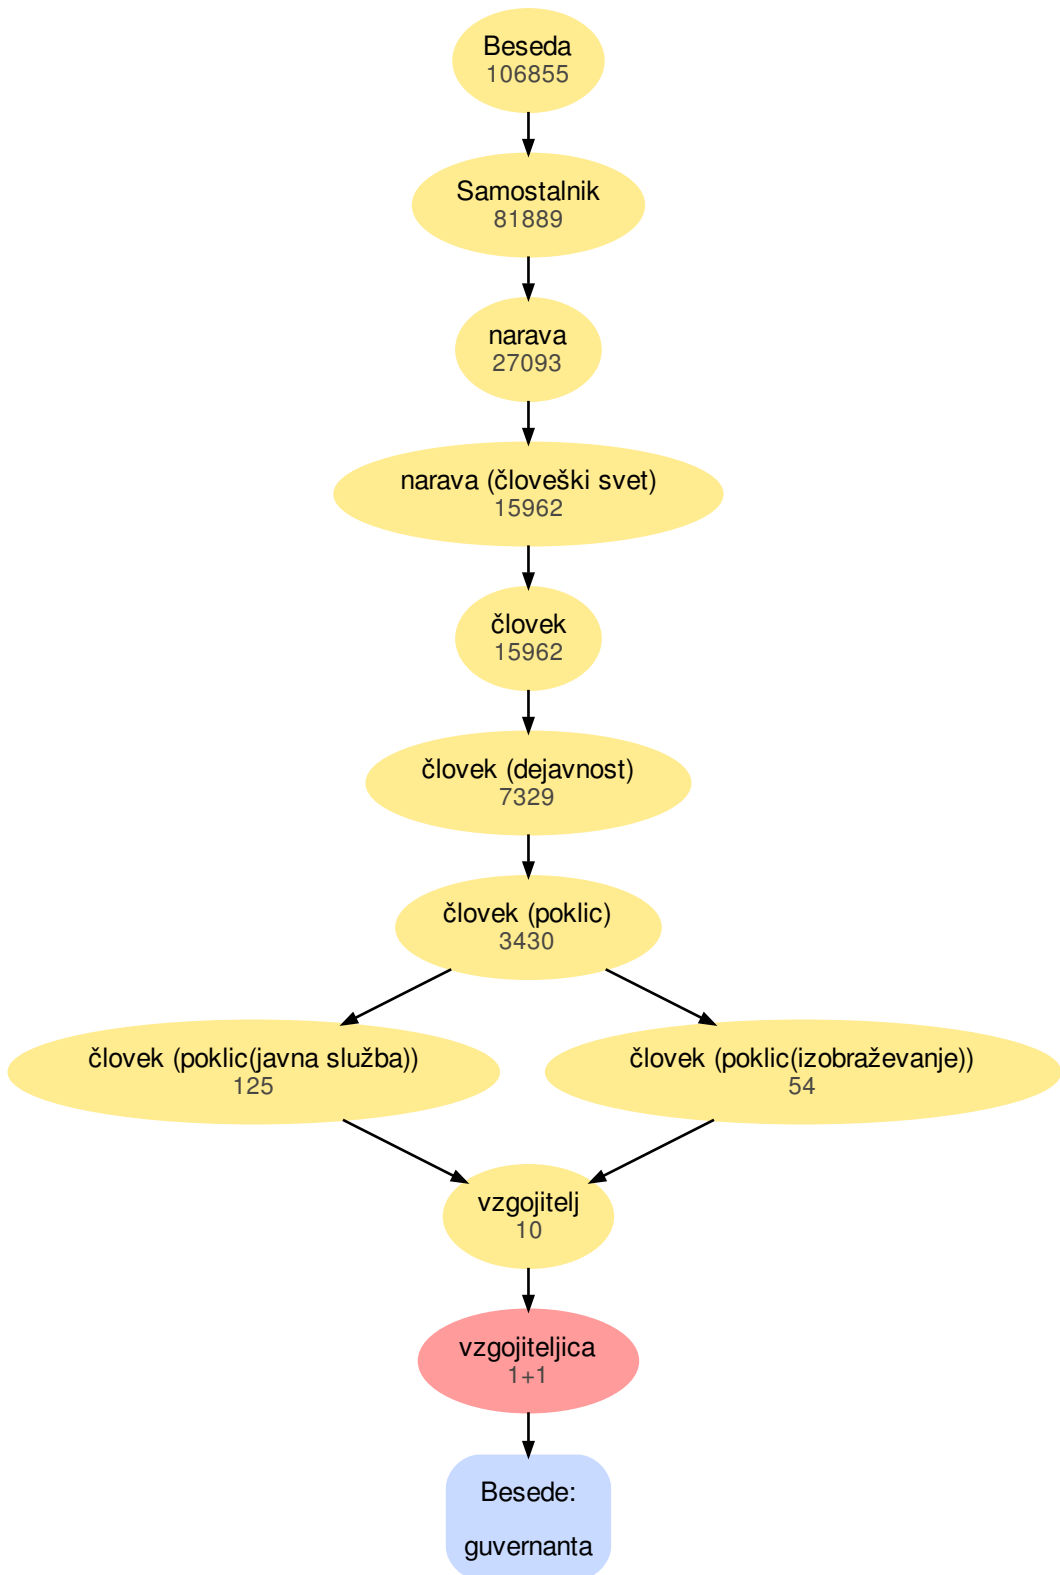 Beseda
106855
Samostalnik
81889
narava
27093
narava (človeški svet)
15962
človek
15962
človek (dejavnost)
7329
človek (poklic)
3430
človek (poklic(javna služba))
125
človek (poklic(izobraževanje))
54
vzgojitelj
10
vzgojiteljica
1+1
Besede:
guvernanta